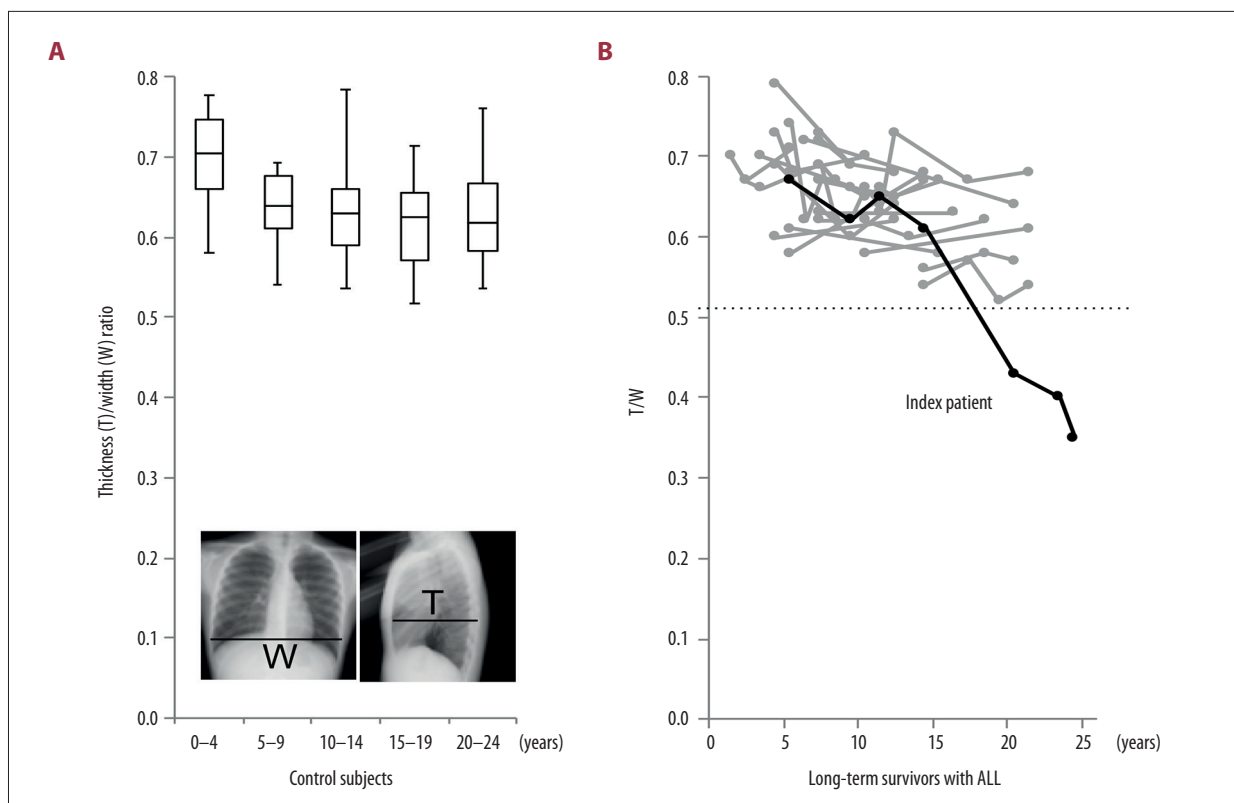 A
Thickness (T)/width (W) ratio
0.8
0.7
0.6
0.5
0.4
0.3
0.2
0.1
0.0
W
T
0–4
5–9
10–14
15–19
20–24
(years)
Control subjects
B
T/W
0.8
0.7
0.6
0.5
0.4
0.3
0.2
0.1
0.0
Index patient
0
5
10
15
20
25
(years)
Long-term survivors with ALL